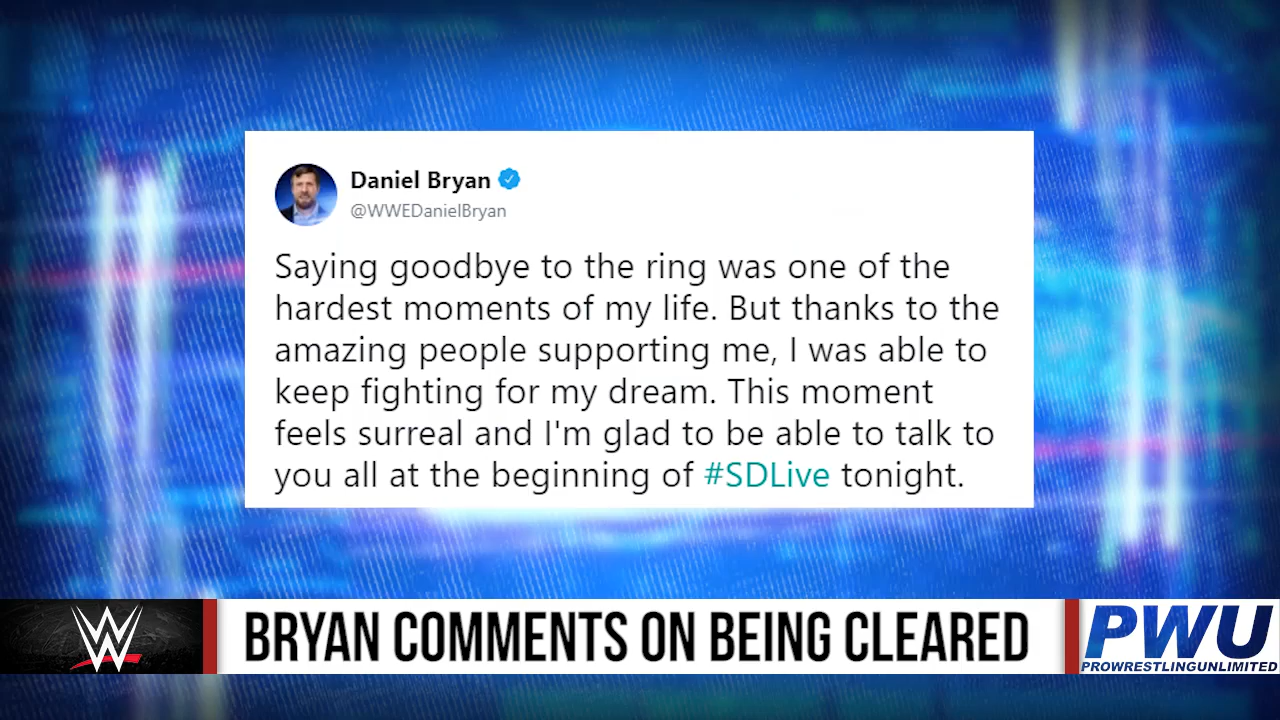 Daniel Bryan
@WWEDanielBryan
Saying goodbye to the ring was one of the
hardest moments of my life. But thanks to the
amazing people supporting me, I was able to
keep fighting for my dream. This moment
feels surreal and I'm glad to be able to talk to
you all at the beginning of #SDLive tonight.
W
BRYAN COMMENTS ON BEING CLEARED
PWU
PROWRESTLINGUNLIMITED